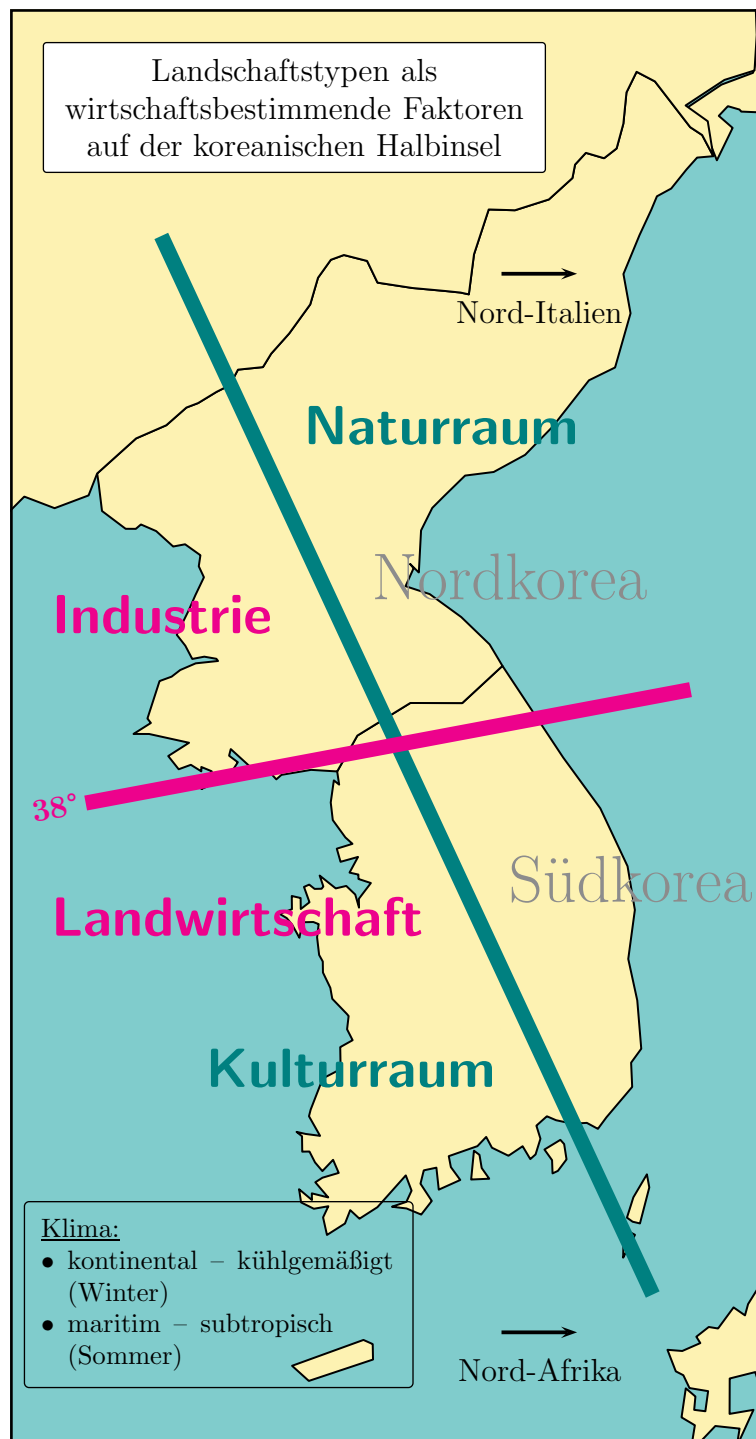 Landschaftstypen als
wirtschaftsbestimmende Faktoren
auf der koreanischen Halbinsel
Nord-Italien
Naturraum
Nordkorea
Industrie
38°
Südkorea
Landwirtschaft
Kulturraum
Klima:
• kontinental – kühlgemäßigt
(Winter)
• maritim – subtropisch
(Sommer)
Nord-Afrika